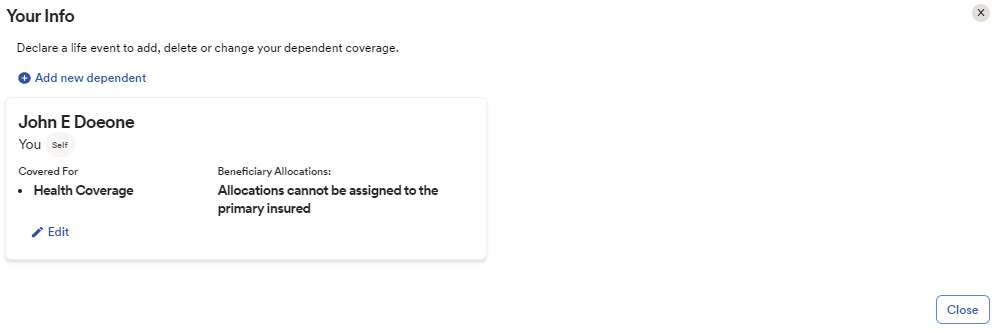 Your Info
Declare a life event to add, delete or change your dependent coverage.
Add new dependent
John E Doeone
You Self
Covered For
Beneficiary Allocations:
• Health Coverage
Allocations cannot be assigned to the
primary insured
Edit
Close